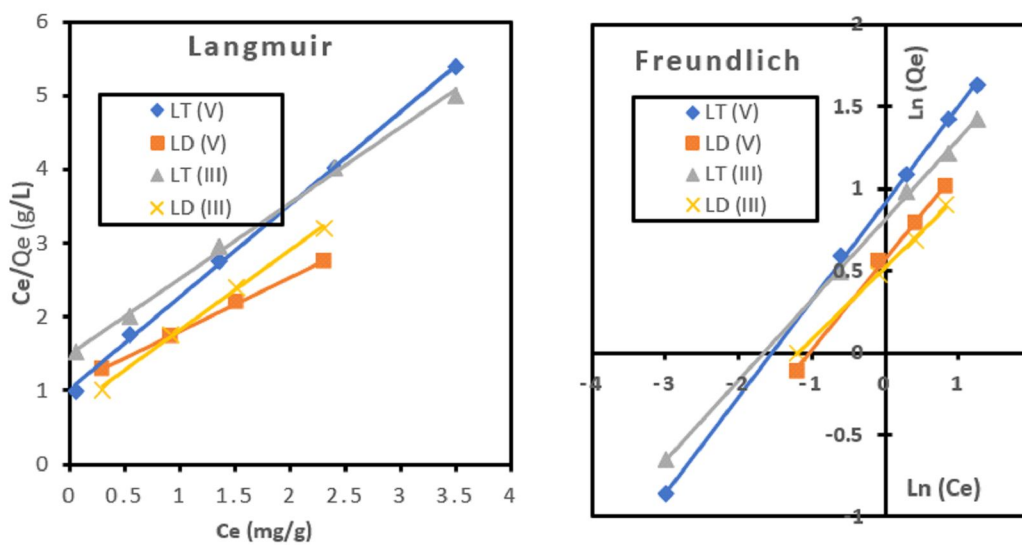 Langmuir
LT (V)
LD (V)
LT (III)
LD (III)
Ce/Qe (g/L)
6
5
4
3
2
1
0
0 0.5 1 1.5 2 2.5 3 3.5 4
Ce (mg/g)
Freundlich
LT (V)
LD (V)
LT (III)
LD (III)
Ln (Qe)
2
1.5
1
0.5
0
-0.5
-1
-4 -3 -2 -1 0 1
Ln (Ce)